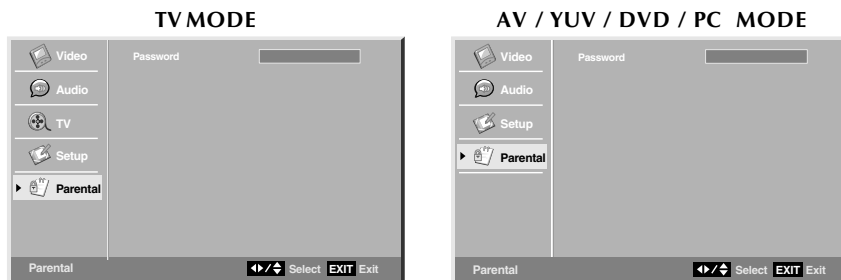 TV MODE
Video
Password
Audio
TV
Setup
Parental
Parental
Select EXIT Exit
AV / YUV / DVD / PC MODE
Video
Password
Audio
Setup
Parental
Parental
Select EXIT Exit